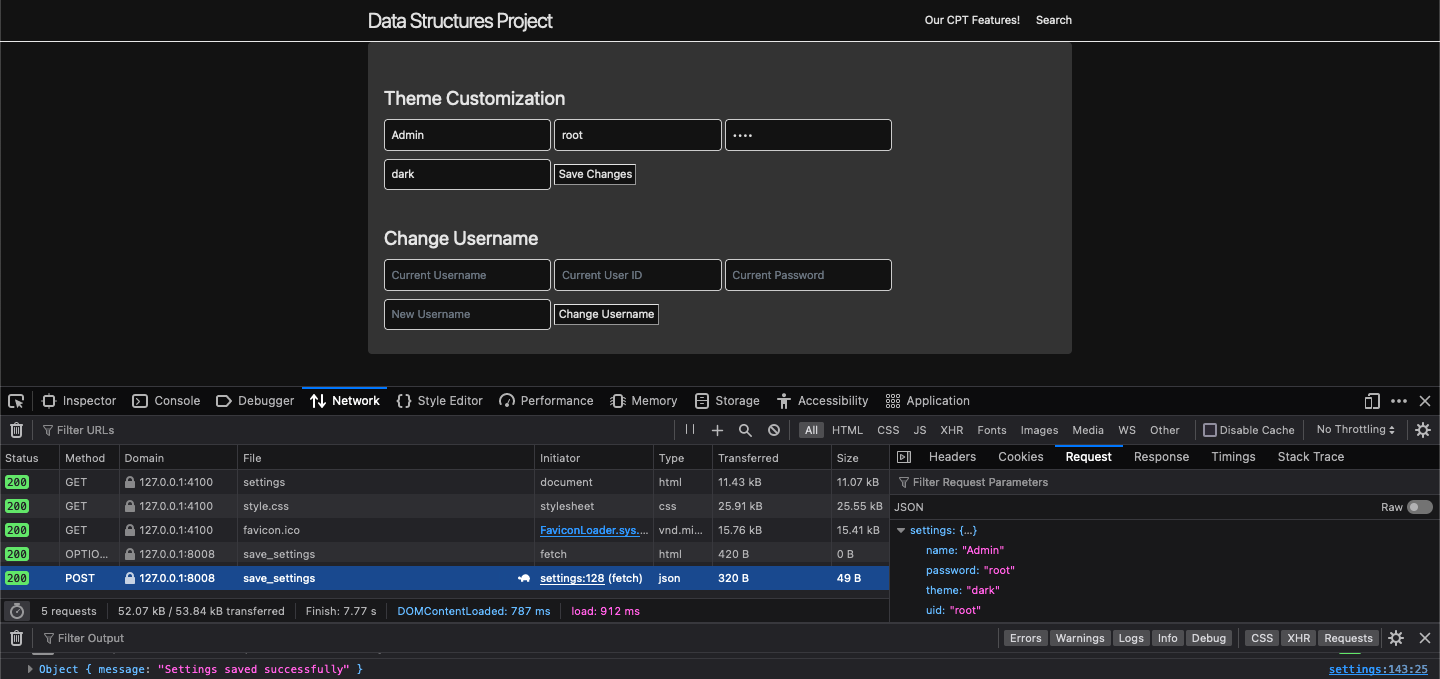 Data Structures Project Our CPT Features! Search
Theme Customization
Admin root ••••
dark Save Changes
Change Username
Current Username Current User ID Current Password
New Username Change Username
Inspector Console Debugger Network Style Editor Performance Memory Storage Accessibility Application
Filter URLs All HTML CSS JS XHR Fonts Images Media WS Other Disable Cache No Throttling
Status Method Domain File Initiator Type Transferred Size Headers Cookies Request Response Timings Stack Trace
200 GET 127.0.0.1:4100 settings document html 11.43 kB 11.07 kB Filter Request Parameters
200 GET 127.0.0.1:4100 style.css stylesheet css 25.91 kB 25.55 kB JSON Raw
200 GET 127.0.0.1:4100 favicon.ico FaviconLoader.sys.… vnd.mi… 15.76 kB 15.41 kB settings: {…}
200 OPTIO… 127.0.0.1:8008 save_settings fetch html 420 B 0 B name: "Admin"
200 POST 127.0.0.1:8008 save_settings settings:128 (fetch) json 320 B 49 B password: "root"
theme: "dark"
5 requests 52.07 kB / 53.84 kB transferred Finish: 7.77 s DOMContentLoaded: 787 ms load: 912 ms uid: "root"
Filter Output Errors Warnings Logs Info Debug CSS XHR Requests
Object { message: "Settings saved successfully" } settings:143:25